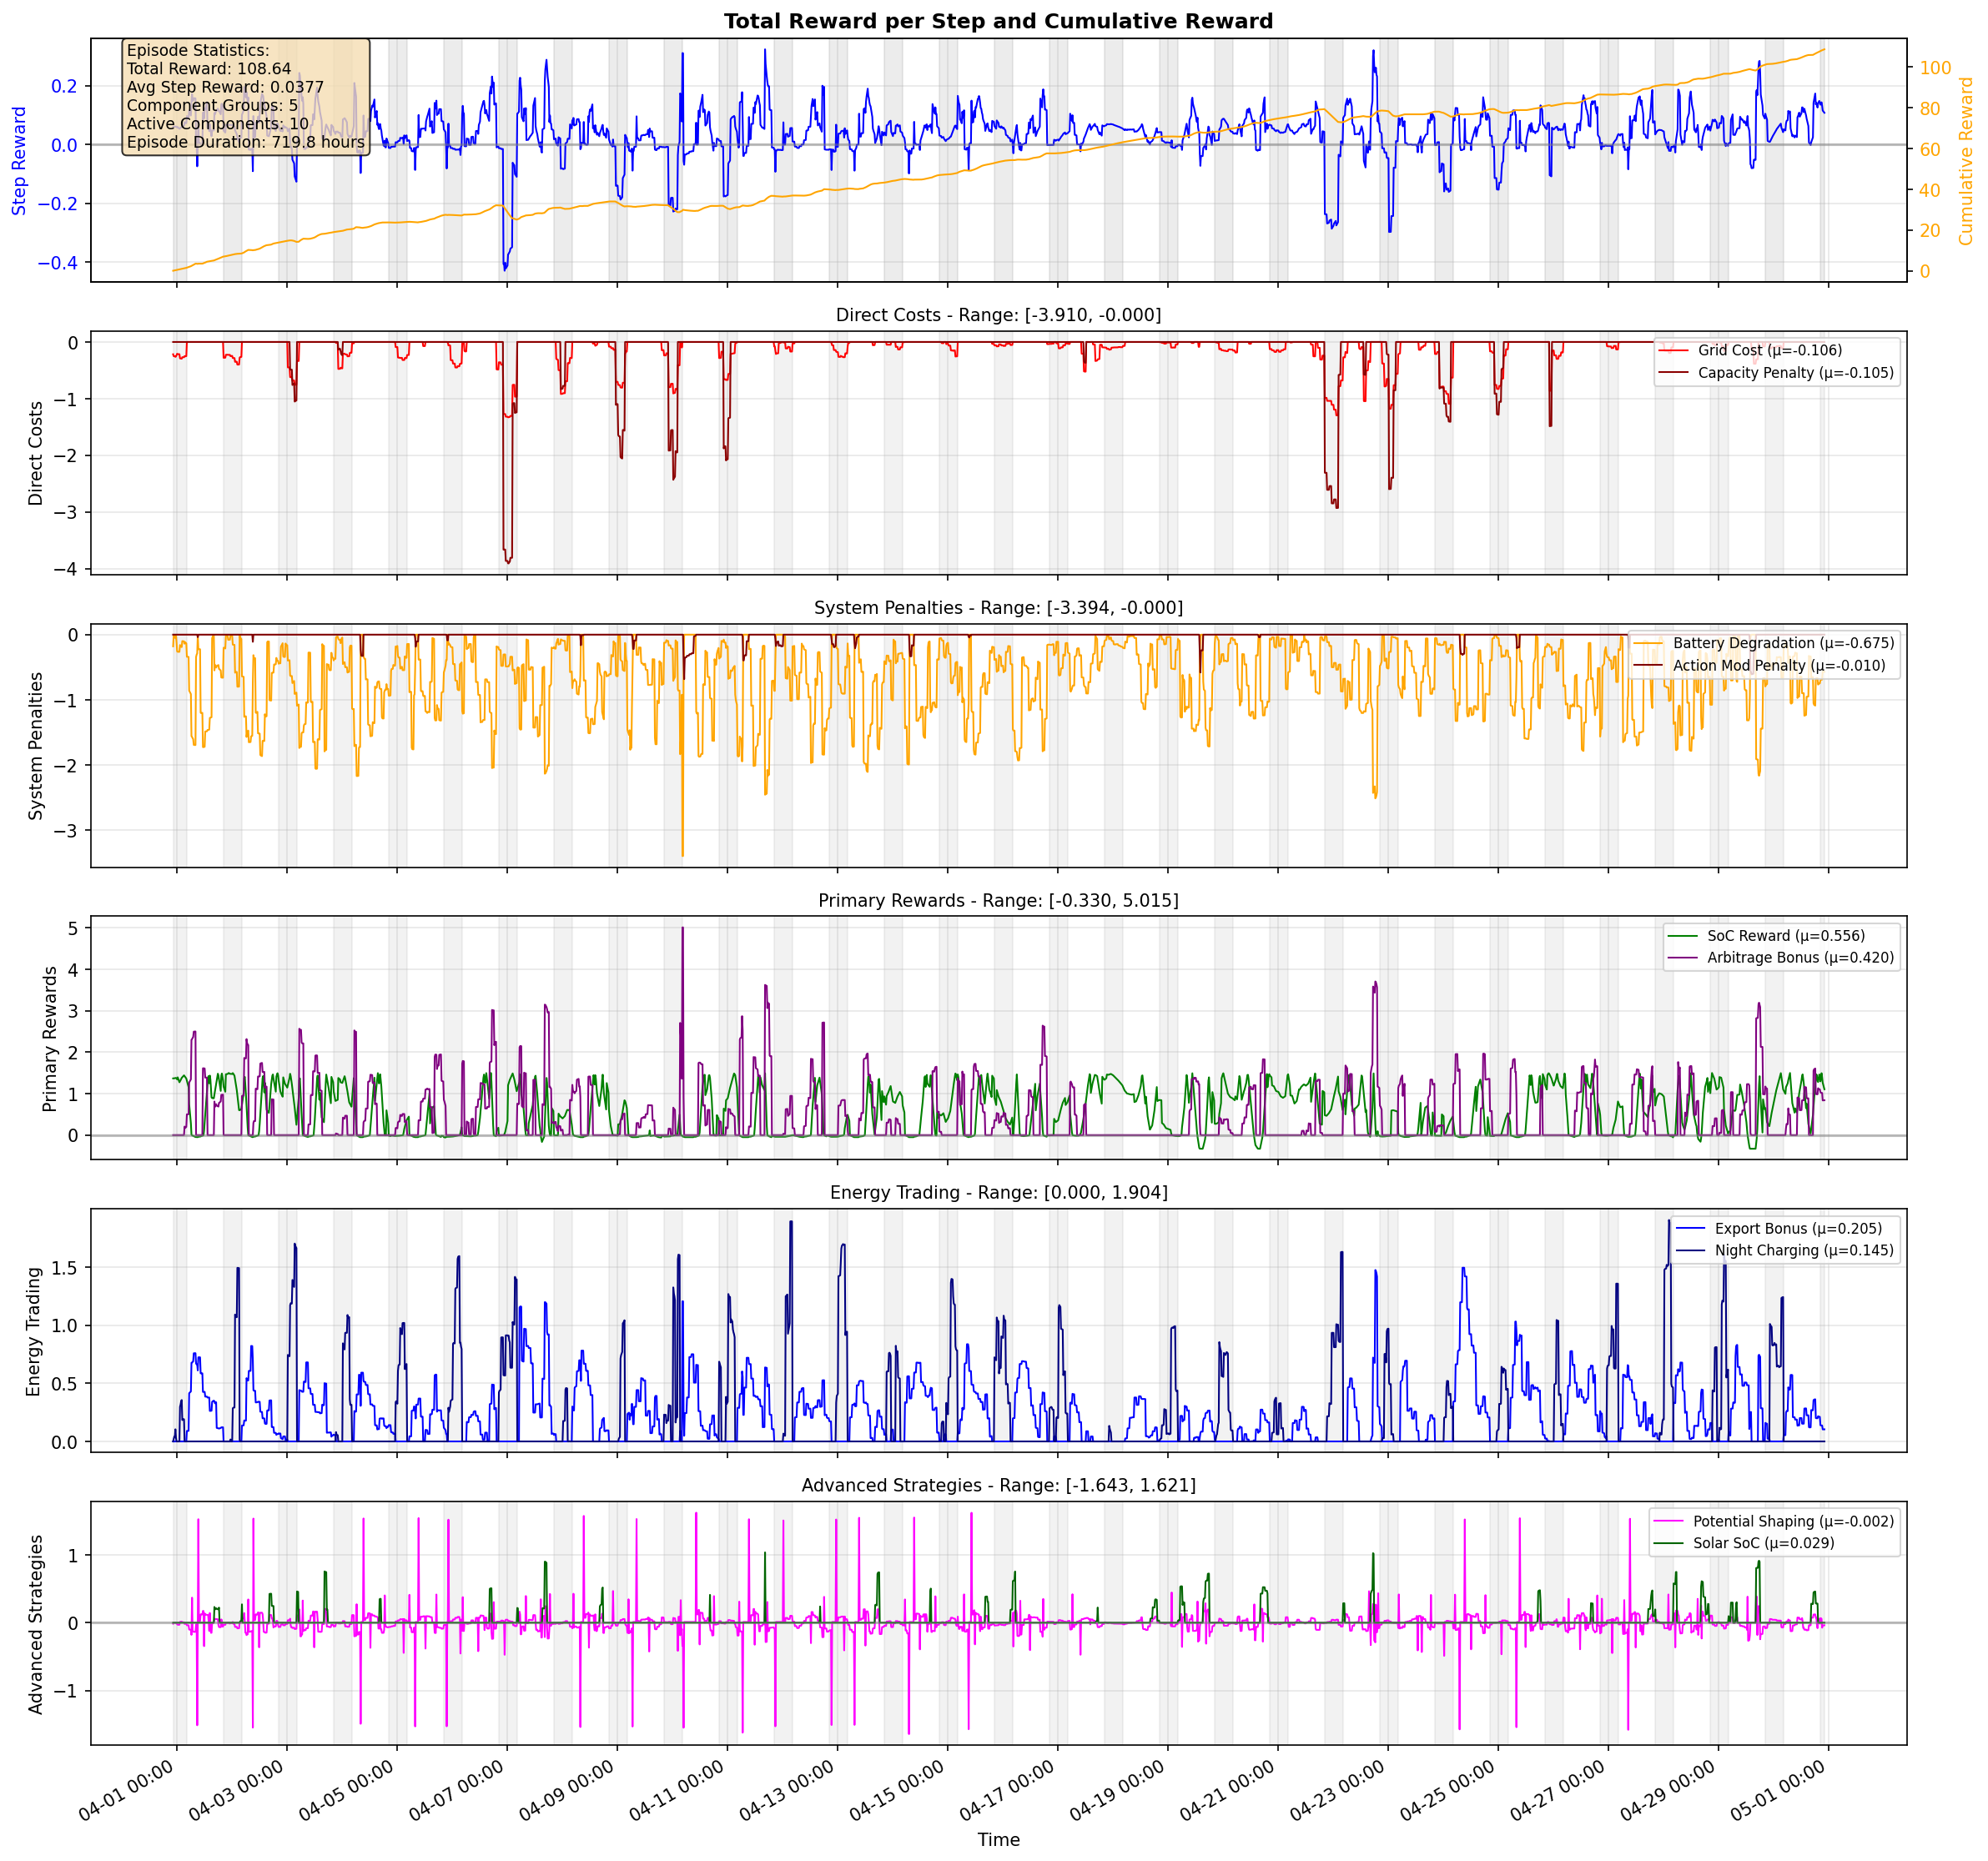 Total Reward per Step and Cumulative Reward
Episode Statistics:
Total Reward: 108.64
Avg Step Reward: 0.0377
Component Groups: 5
Active Components: 10
Episode Duration: 719.8 hours
Step Reward
0.2
0.0
−0.2
−0.4
Cumulative Reward
100
80
60
40
20
0
Direct Costs - Range: [-3.910, -0.000]
Direct Costs
0
−1
−2
−3
−4
Grid Cost (μ=-0.106)
Capacity Penalty (μ=-0.105)
System Penalties - Range: [-3.394, -0.000]
System Penalties
0
−1
−2
−3
Battery Degradation (μ=-0.675)
Action Mod Penalty (μ=-0.010)
Primary Rewards - Range: [-0.330, 5.015]
Primary Rewards
5
4
3
2
1
0
SoC Reward (μ=0.556)
Arbitrage Bonus (μ=0.420)
Energy Trading - Range: [0.000, 1.904]
Energy Trading
1.5
1.0
0.5
0.0
Export Bonus (μ=0.205)
Night Charging (μ=0.145)
Advanced Strategies - Range: [-1.643, 1.621]
Advanced Strategies
1
0
−1
Potential Shaping (μ=-0.002)
Solar SoC (μ=0.029)
04-01 00:00
04-03 00:00
04-05 00:00
04-07 00:00
04-09 00:00
04-11 00:00
04-13 00:00
04-15 00:00
04-17 00:00
04-19 00:00
04-21 00:00
04-23 00:00
04-25 00:00
04-27 00:00
04-29 00:00
05-01 00:00
Time